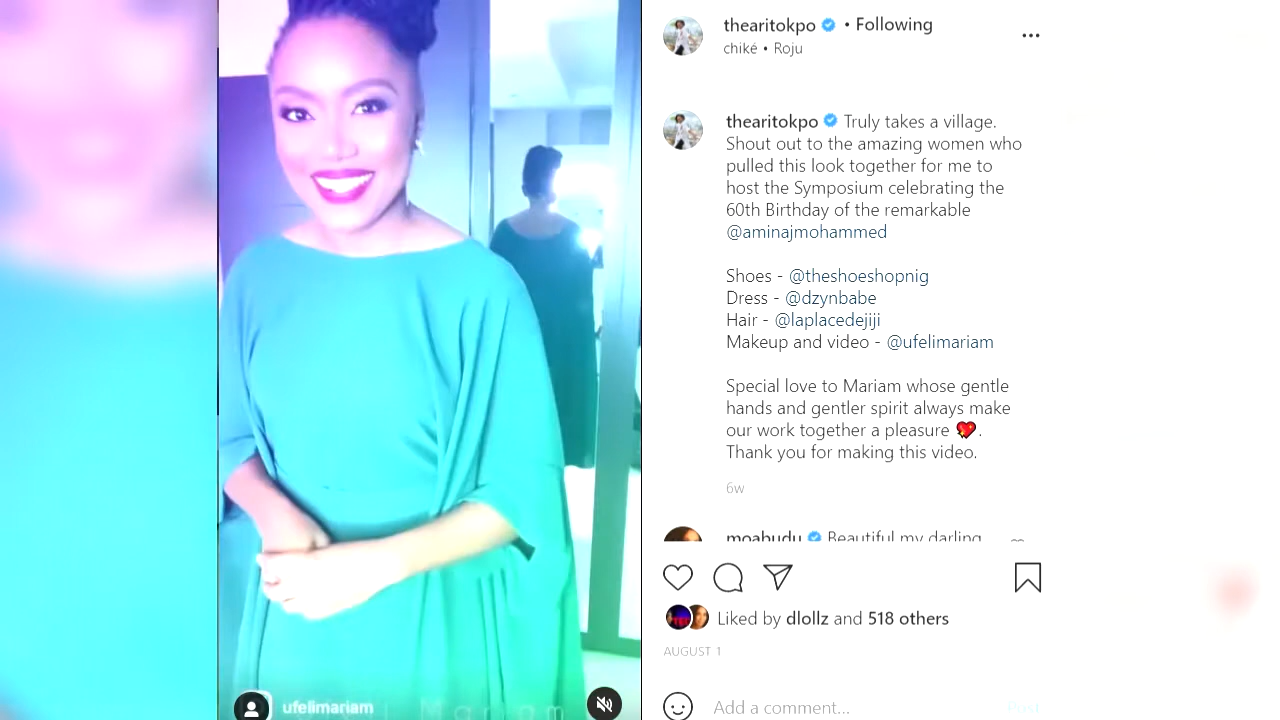 thearitokpo • Following
chiké • Roju
thearitokpo Truly takes a village.
Shout out to the amazing women who
pulled this look together for me to
host the Symposium celebrating the
60th Birthday of the remarkable
@aminajmohammed
Shoes - @theshoeshopnig
Dress - @dzynbabe
Hair - @laplacedejiji
Makeup and video - @ufelimariam
Special love to Mariam whose gentle
hands and gentler spirit always make
our work together a pleasure 💖.
Thank you for making this video.
6w
moabudu Beautiful my darling
Liked by dlollz and 518 others
AUGUST 1
Add a comment...
Post
ufelimariam
Mariam